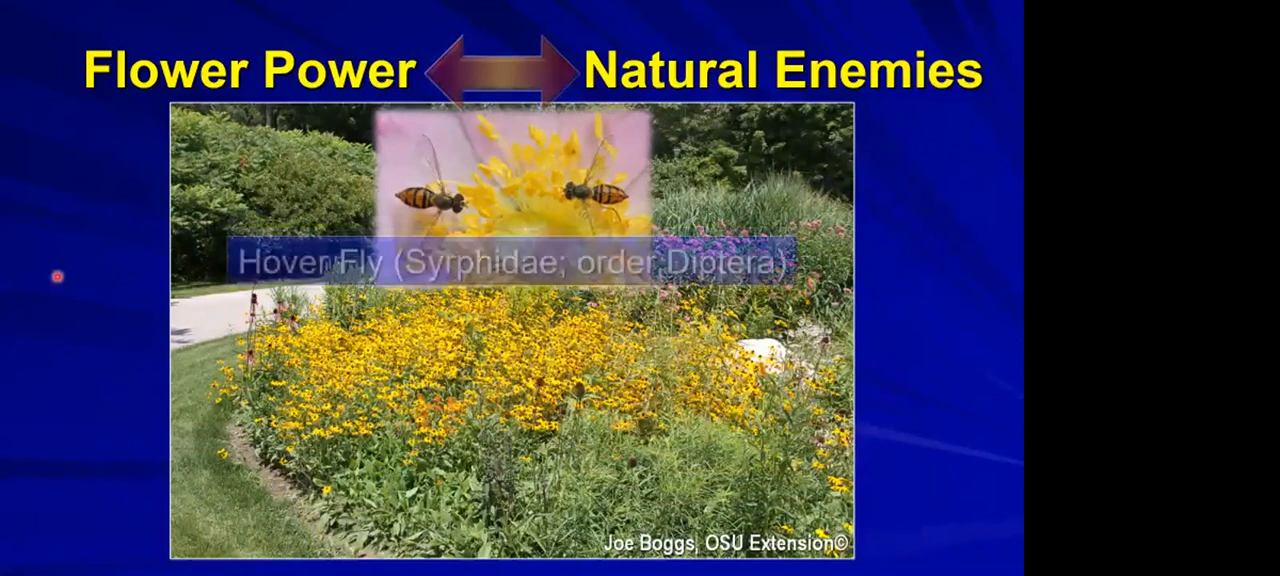 Flower Power Natural Enemies
Hover Fly (Syrphidae; order Diptera)
Joe Boggs, OSU Extension©